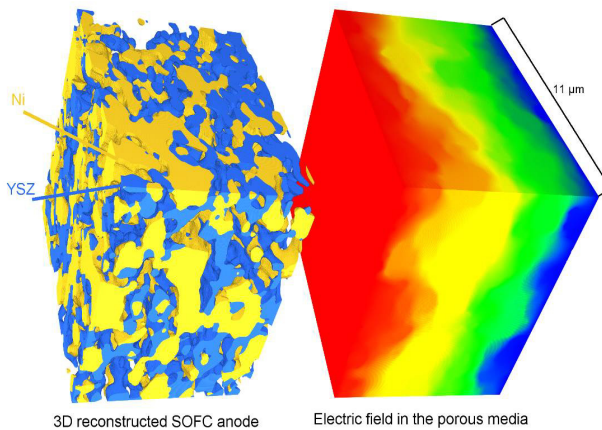 Ni
YSZ
11 µm
3D reconstructed SOFC anode
Electric field in the porous media